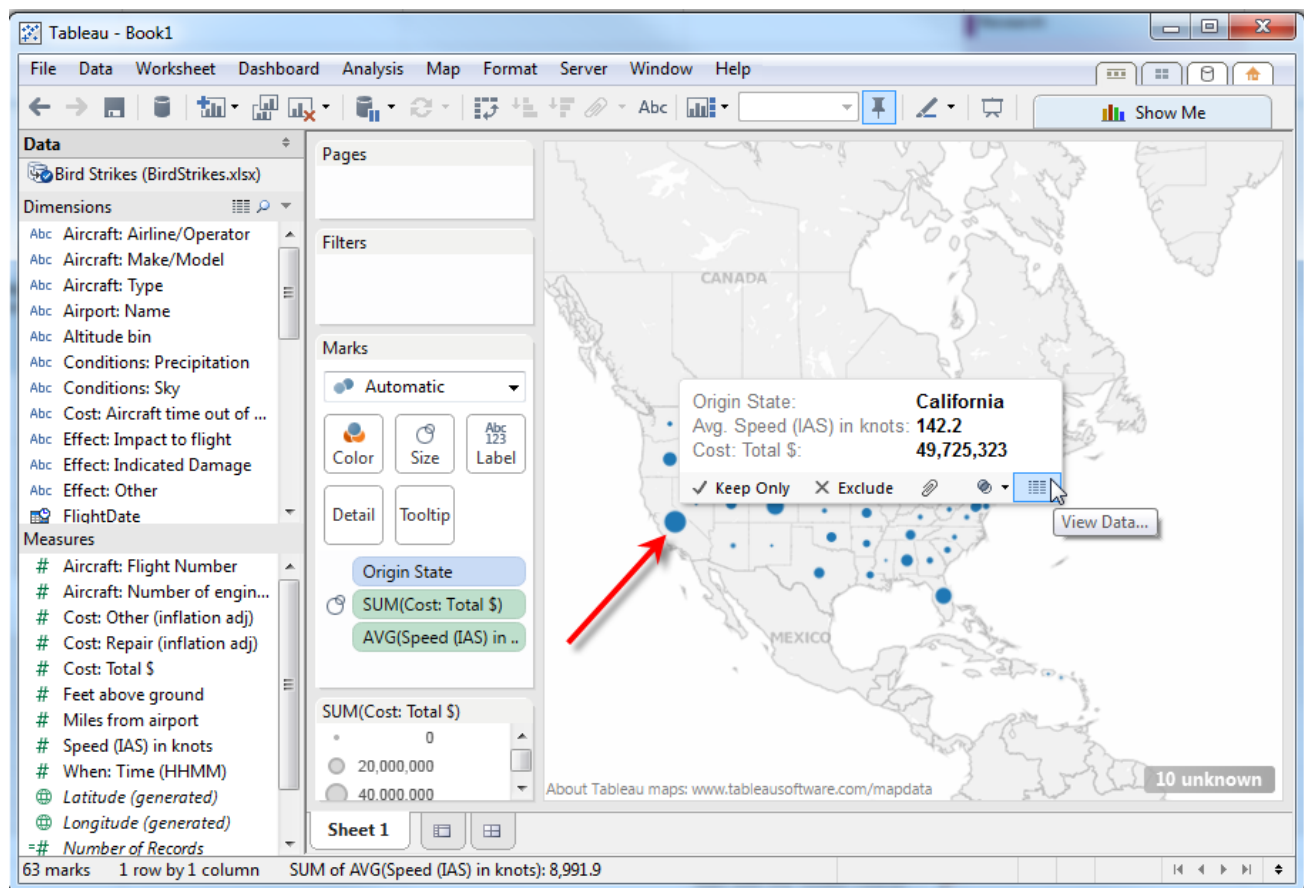 Tableau - Book1
File Data Worksheet Dashboard Analysis Map Format Server Window Help
Abc
Show Me
Data
Bird Strikes (BirdStrikes.xlsx)
Dimensions
Abc Aircraft: Airline/Operator
Abc Aircraft: Make/Model
Abc Aircraft: Type
Abc Airport: Name
Abc Altitude bin
Abc Conditions: Precipitation
Abc Conditions: Sky
Abc Cost: Aircraft time out of ...
Abc Effect: Impact to flight
Abc Effect: Indicated Damage
Abc Effect: Other
FlightDate
Measures
# Aircraft: Flight Number
# Aircraft: Number of engin...
# Cost: Other (inflation adj)
# Cost: Repair (inflation adj)
# Cost: Total $
# Feet above ground
# Miles from airport
# Speed (IAS) in knots
# When: Time (HHMM)
Latitude (generated)
Longitude (generated)
=# Number of Records
Pages
Filters
Marks
Automatic
Color
Size
Abc
123
Label
Detail
Tooltip
Origin State
SUM(Cost: Total $)
AVG(Speed (IAS) in ..
SUM(Cost: Total $)
0
20,000,000
40,000,000
CANADA
Origin State: California
Avg. Speed (IAS) in knots: 142.2
Cost: Total $: 49,725,323
Keep Only Exclude
View Data...
MEXICO
About Tableau maps: www.tableausoftware.com/mapdata
10 unknown
Sheet 1
63 marks 1 row by 1 column SUM of AVG(Speed (IAS) in knots): 8,991.9